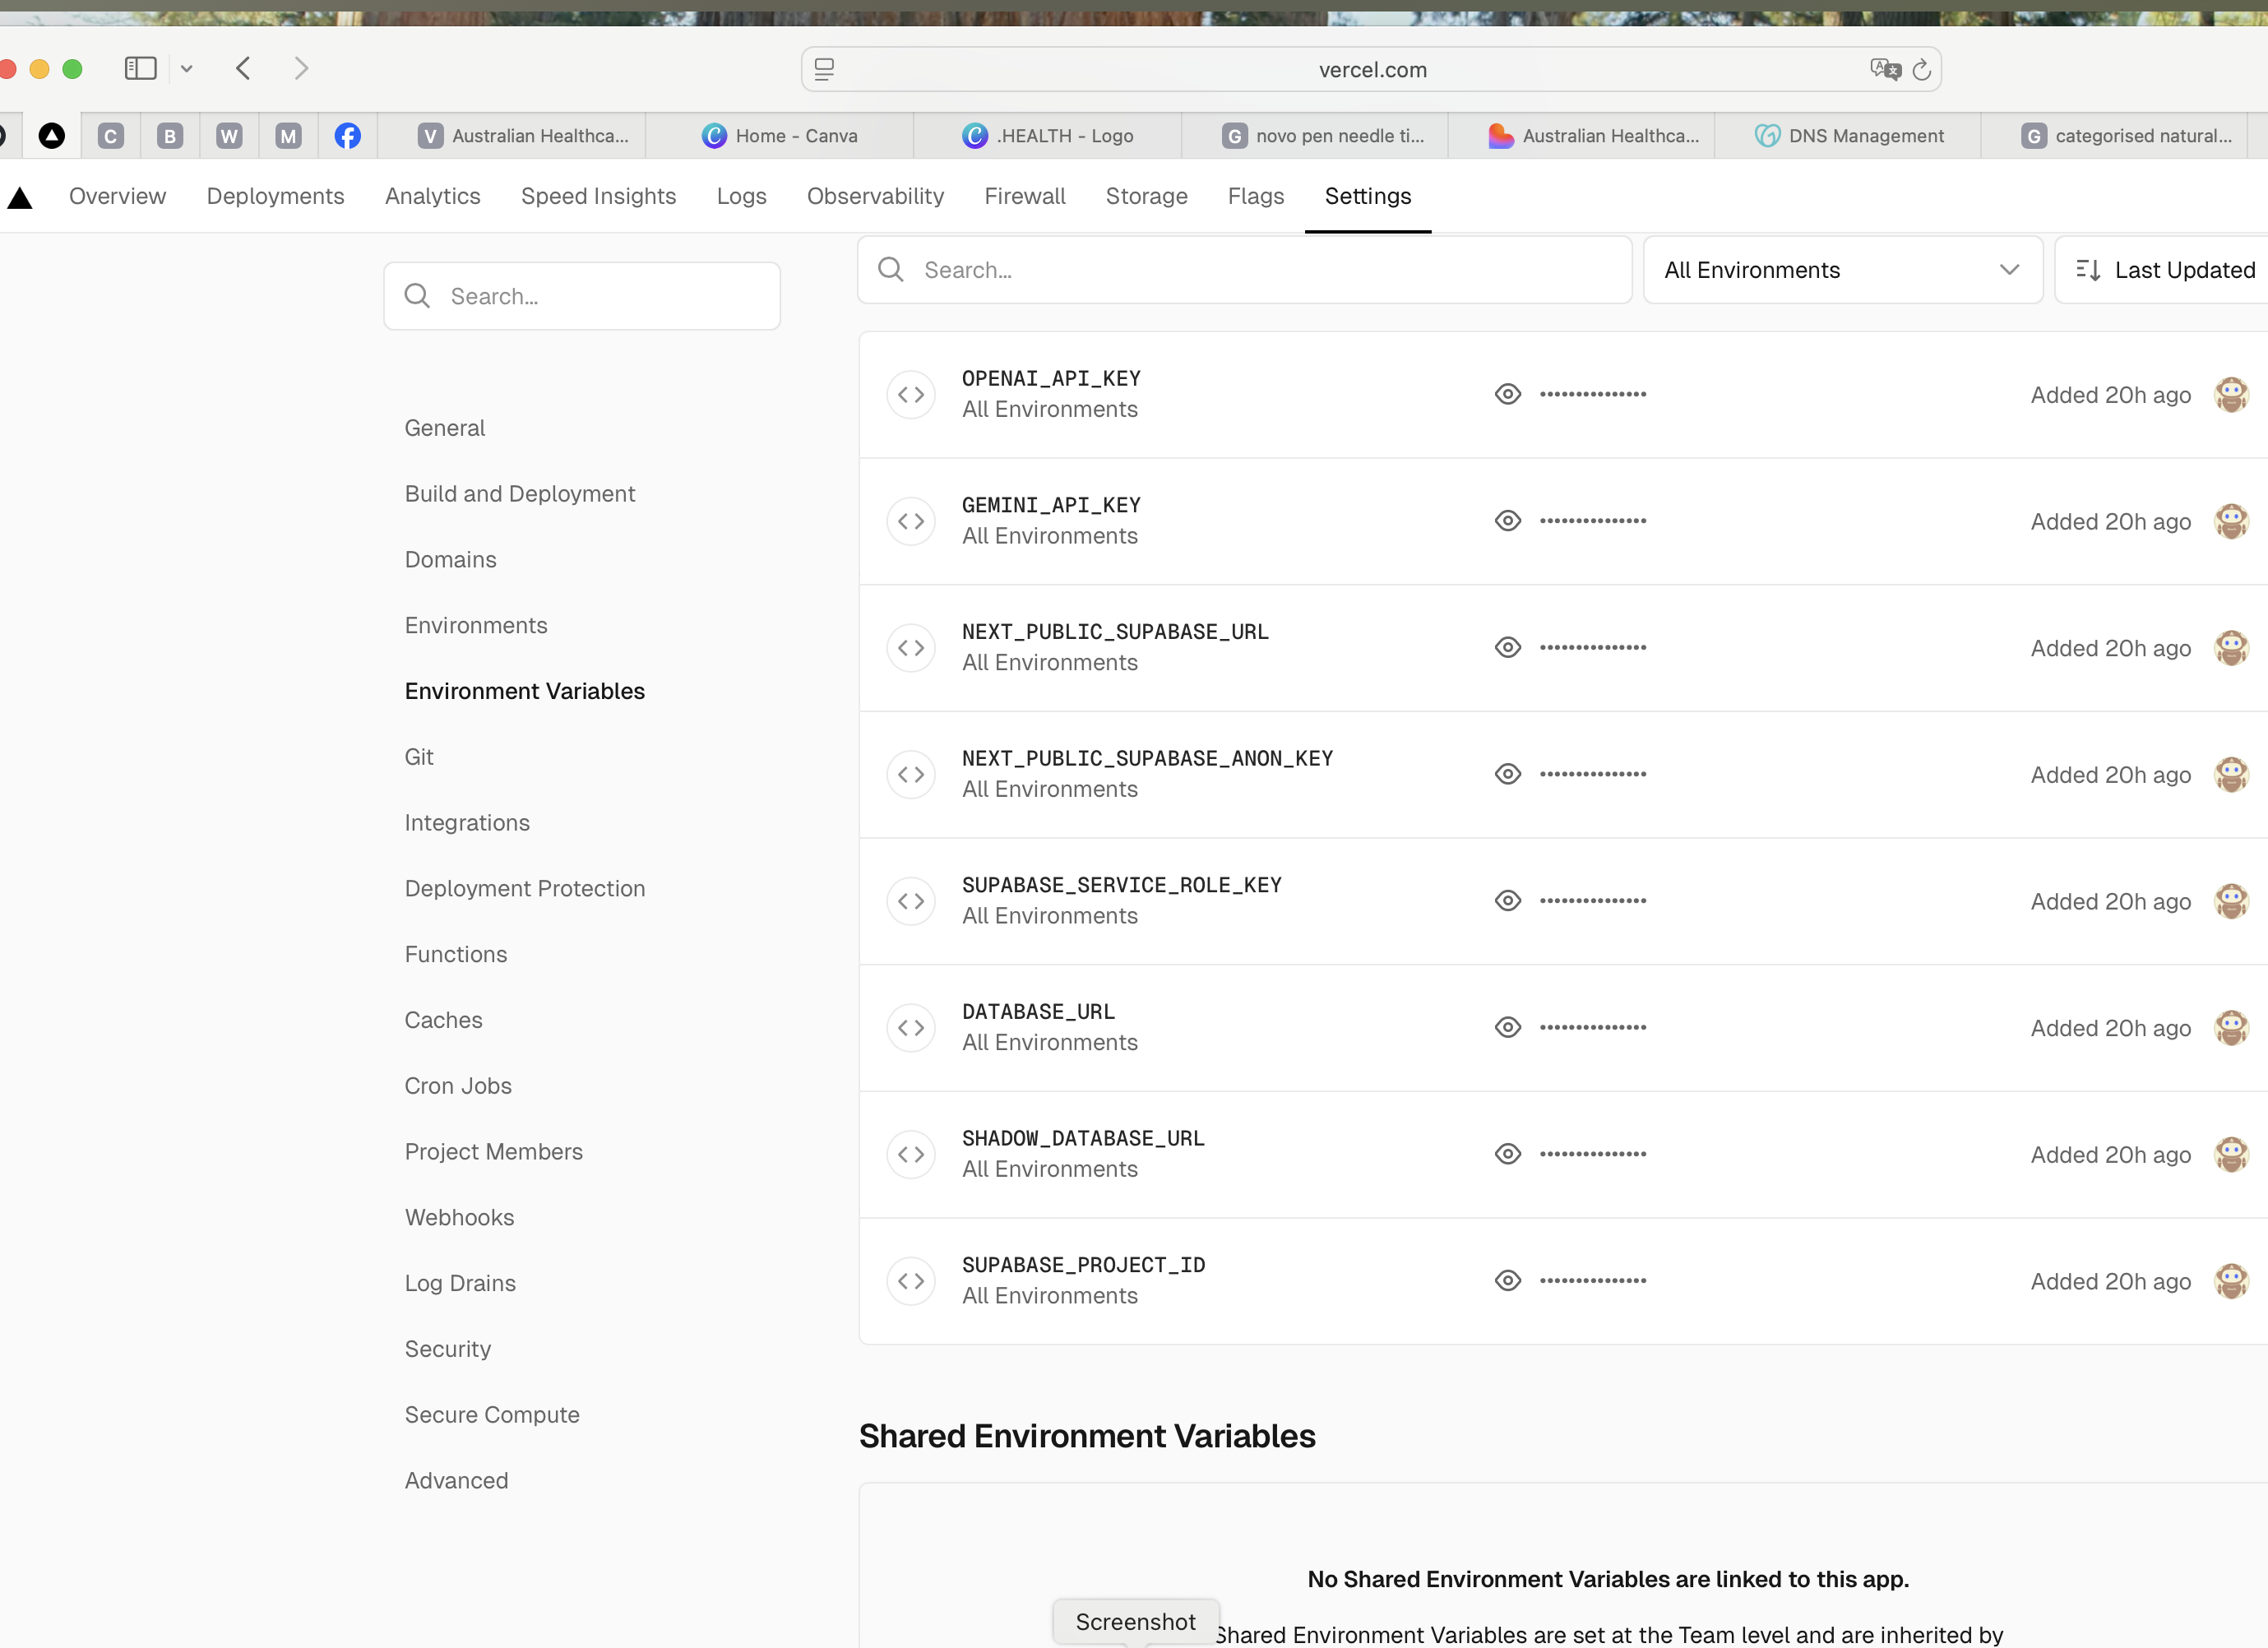 vercel.com
C
B
W
M
V Australian Healthca...
Home - Canva
.HEALTH - Logo
G novo pen needle ti...
Australian Healthca...
DNS Management
G categorised natural...
Overview
Deployments
Analytics
Speed Insights
Logs
Observability
Firewall
Storage
Flags
Settings
Search...
General
Build and Deployment
Domains
Environments
Environment Variables
Git
Integrations
Deployment Protection
Functions
Caches
Cron Jobs
Project Members
Webhooks
Log Drains
Security
Secure Compute
Advanced
Search...
All Environments
Last Updated
OPENAI_API_KEY
All Environments
•••••••••••••••
Added 20h ago
GEMINI_API_KEY
All Environments
•••••••••••••••
Added 20h ago
NEXT_PUBLIC_SUPABASE_URL
All Environments
•••••••••••••••
Added 20h ago
NEXT_PUBLIC_SUPABASE_ANON_KEY
All Environments
•••••••••••••••
Added 20h ago
SUPABASE_SERVICE_ROLE_KEY
All Environments
•••••••••••••••
Added 20h ago
DATABASE_URL
All Environments
•••••••••••••••
Added 20h ago
SHADOW_DATABASE_URL
All Environments
•••••••••••••••
Added 20h ago
SUPABASE_PROJECT_ID
All Environments
•••••••••••••••
Added 20h ago
Shared Environment Variables
No Shared Environment Variables are linked to this app.
Screenshot
Shared Environment Variables are set at the Team level and are inherited by